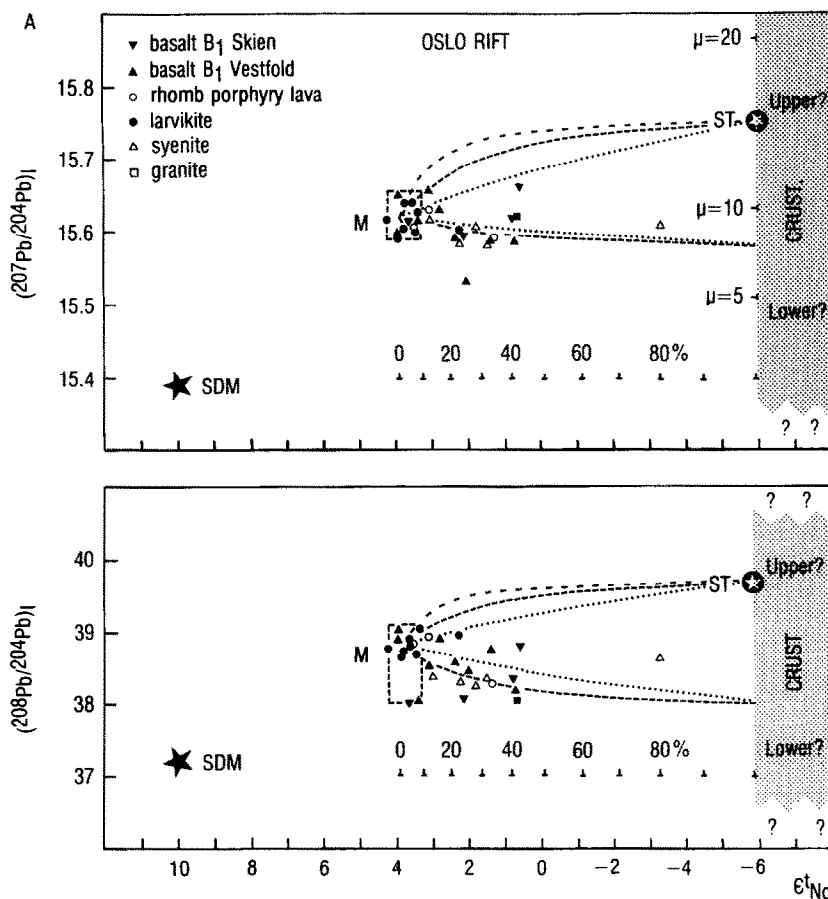 A
OSLO RIFT
▼ basalt B₁ Skien
▲ basalt B₁ Vestfold
○ rhomb porphyry lava
● larvikite
△ syenite
□ granite
μ=20
Upper?
ST
μ=10
M
CRUST.
μ=5
Lower?
15.8
15.7
15.6
15.5
15.4
(²⁰⁷Pb/²⁰⁴Pb)I
0 20 40 60 80%
SDM
? ?
? ?
40
39
38
37
(²⁰⁸Pb/²⁰⁴Pb)I
Upper?
ST
M
CRUST
Lower?
0 20 40 60 80%
SDM
? ?
10 8 6 4 2 0 −2 −4 −6
εᵗNd